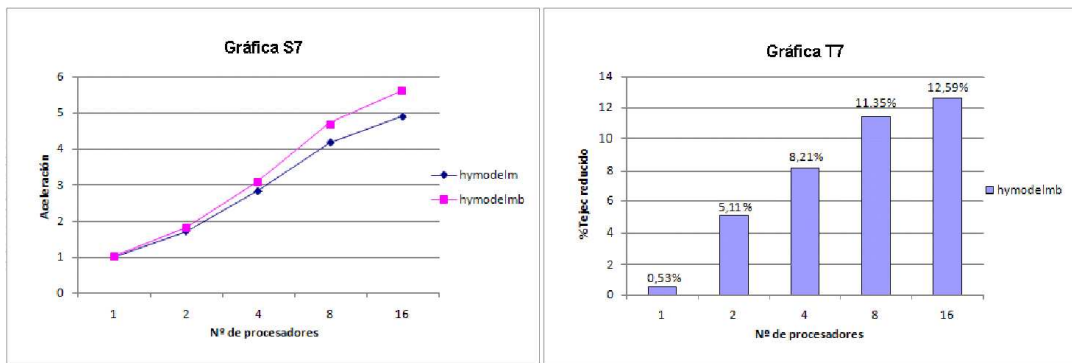 Gráfica S7
6
5
4
3
2
1
0
Aceleración
1 2 4 8 16
Nº de procesadores
hymodelm
hymodelmb
Gráfica T7
14
12
10
8
6
4
2
0
%Tejec reducido
0,53%
5,11%
8,21%
11.35%
12,59%
1 2 4 8 16
Nº de procesadores
hymodelmb